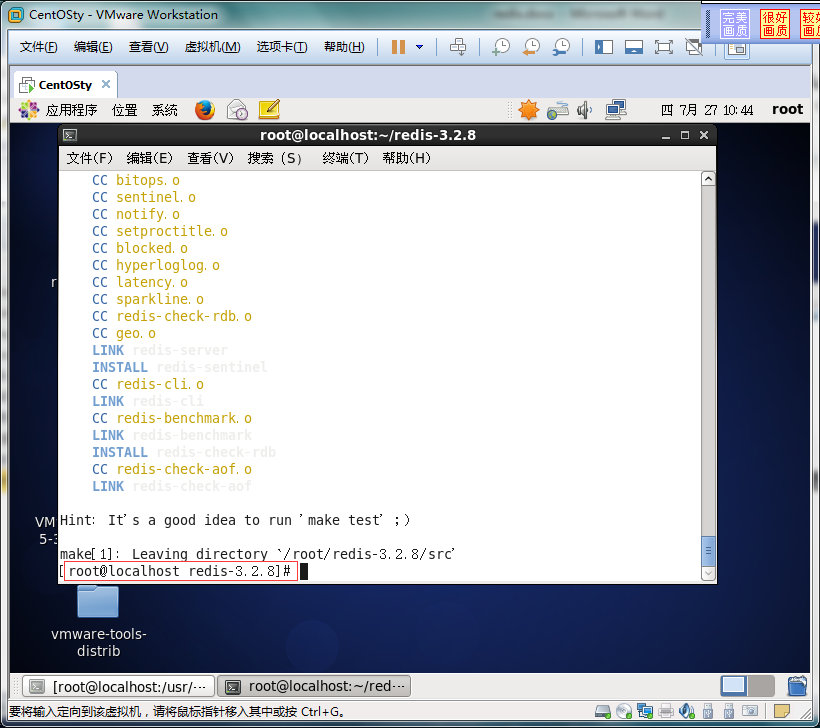 CentOSty - VMware Workstation
完美 很好 较
画质 画质 画
文件(F) 编辑(E) 查看(V) 虚拟机(M) 选项卡(T) 帮助(H)
CentOSty
应用程序 位置 系统 四 7月 27 10:44 root
root@localhost:~/redis-3.2.8
文件(F) 编辑(E) 查看(V) 搜索 (S) 终端(T) 帮助(H)
CC bitops.o
CC sentinel.o
CC notify.o
CC setproctitle.o
CC blocked.o
CC hyperloglog.o
CC latency.o
CC sparkline.o
CC redis-check-rdb.o
CC geo.o
LINK redis-server
INSTALL redis-sentinel
CC redis-cli.o
LINK redis-cli
CC redis-benchmark.o
LINK redis-benchmark
INSTALL redis-check-rdb
CC redis-check-aof.o
LINK redis-check-aof
Hint: It's a good idea to run 'make test' ;)
make[1]: Leaving directory `/root/redis-3.2.8/src'
[root@localhost redis-3.2.8]#
r
VM
5-3
vmware-tools-
distrib
[root@localhost:/usr/··· root@localhost:~/red···
要将输入定向到该虚拟机，请将鼠标指针移入其中或按 Ctrl+G。